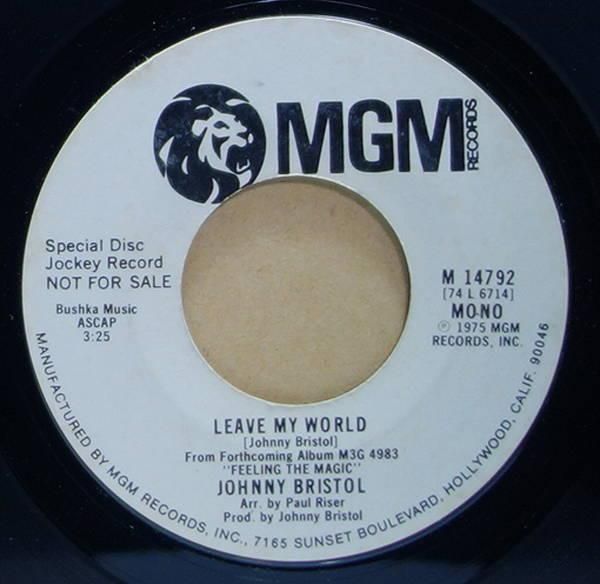 MGM
RECORDS
Special Disc
Jockey Record
NOT FOR SALE
Bushka Music
ASCAP
3:25
M 14792
[74 L 6714]
MONO
℗ 1975 MGM
RECORDS, INC.
LEAVE MY WORLD
[Johnny Bristol]
From Forthcoming Album M3G 4983
"FEELING THE MAGIC"
JOHNNY BRISTOL
Arr. by Paul Riser
Prod. by Johnny Bristol
MANUFACTURED BY MGM RECORDS, INC., 7165 SUNSET BOULEVARD, HOLLYWOOD, CALIF. 90046